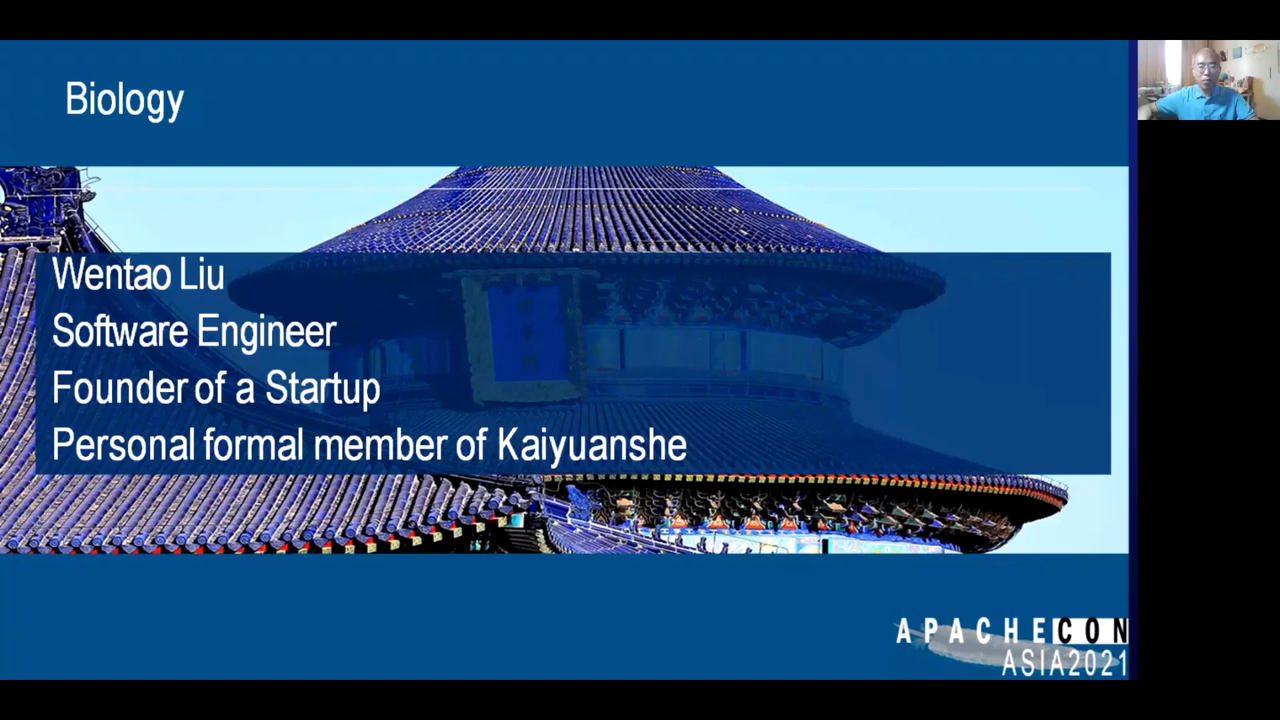 Biology
Wentao Liu
Software Engineer
Founder of a Startup
Personal formal member of Kaiyuanshe
APACHECON
ASIA2021